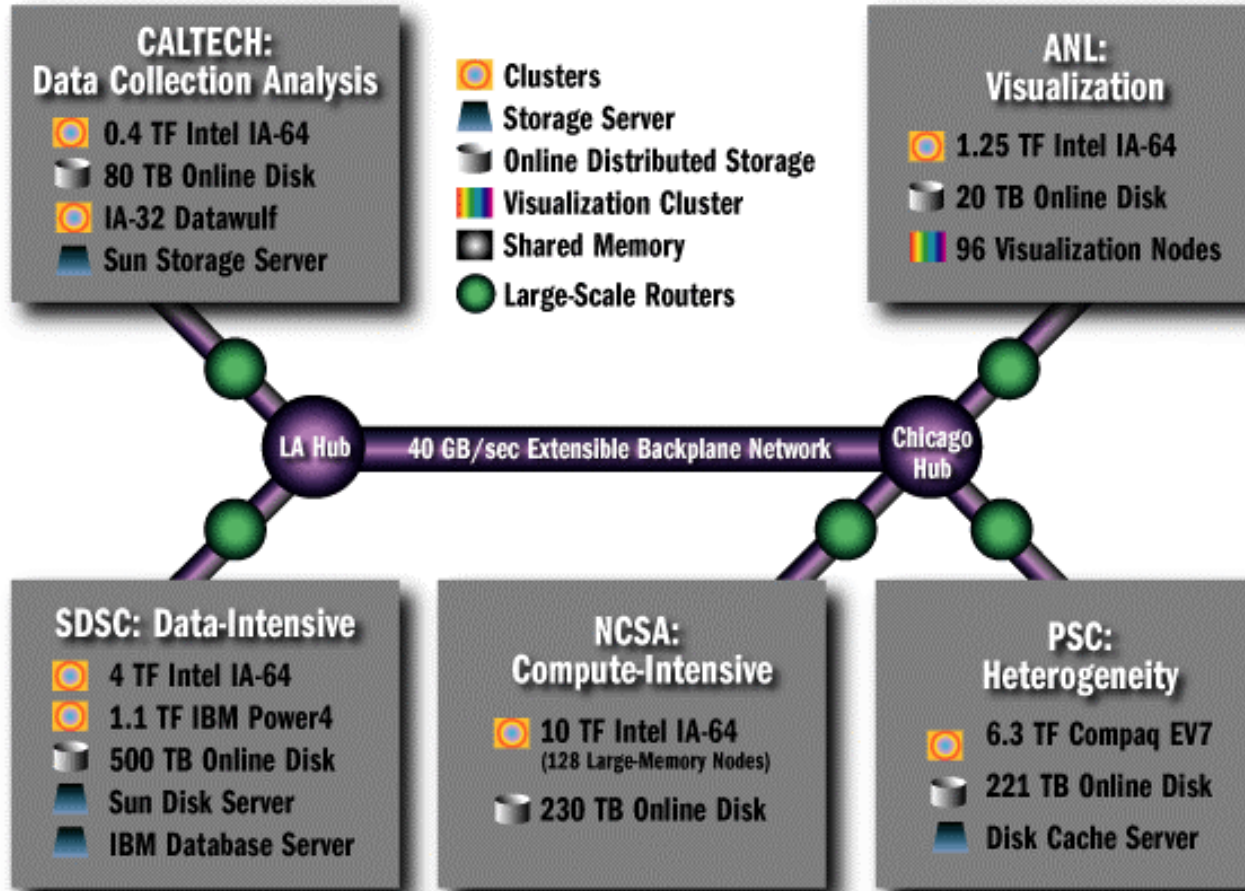 CALTECH:
Data Collection Analysis
0.4 TF Intel IA-64
80 TB Online Disk
IA-32 Datawulf
Sun Storage Server
Clusters
Storage Server
Online Distributed Storage
Visualization Cluster
Shared Memory
Large-Scale Routers
ANL:
Visualization
1.25 TF Intel IA-64
20 TB Online Disk
96 Visualization Nodes
LA Hub
40 GB/sec Extensible Backplane Network
Chicago
Hub
SDSC: Data-Intensive
4 TF Intel IA-64
1.1 TF IBM Power4
500 TB Online Disk
Sun Disk Server
IBM Database Server
NCSA:
Compute-Intensive
10 TF Intel IA-64
(128 Large-Memory Nodes)
230 TB Online Disk
PSC:
Heterogeneity
6.3 TF Compaq EV7
221 TB Online Disk
Disk Cache Server